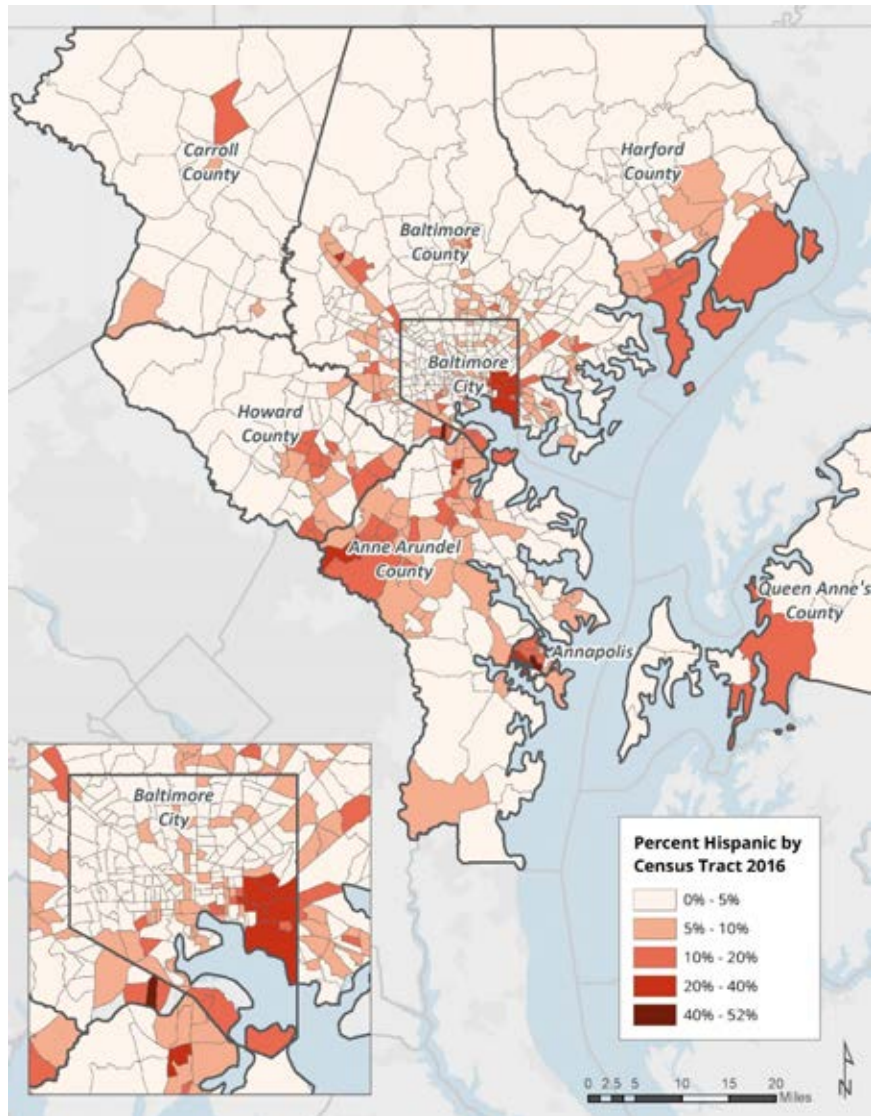 Carroll
County
Harford
County
Baltimore
County
Baltimore
City
Howard
County
Anne Arundel
County
Queen Anne's
County
Annapolis
Baltimore
City
Percent Hispanic by
Census Tract 2016
0% - 5%
5% - 10%
10% - 20%
20% - 40%
40% - 52%
0 2.5 5 10 15 20
Miles
N